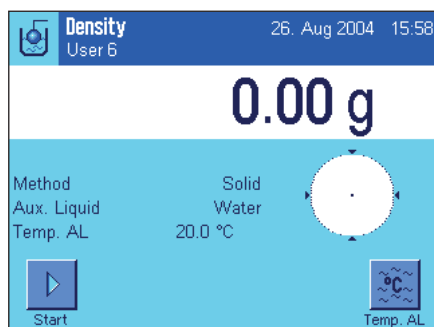 Density 26. Aug 2004 15:58
User 6
0.00 g
Method Solid
Aux. Liquid Water
Temp. AL 20.0 °C
°C
Start Temp. AL